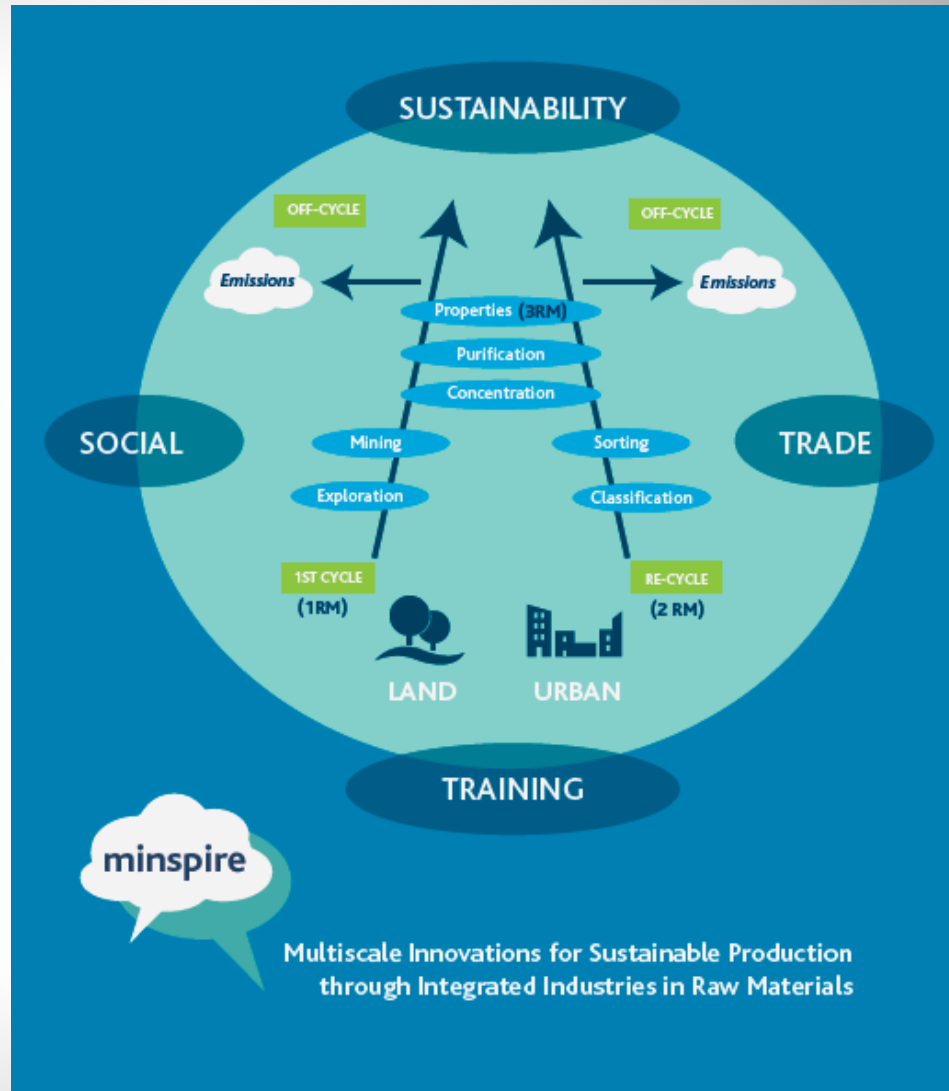 SUSTAINABILITY
OFF-CYCLE
OFF-CYCLE
Emissions
Emissions
Properties (3RM)
Purification
Concentration
SOCIAL
Mining
Sorting
TRADE
Exploration
Classification
1ST CYCLE
(1RM)
RE-CYCLE
(2 RM)
LAND
URBAN
TRAINING
minspire
Multiscale Innovations for Sustainable Production
through Integrated Industries in Raw Materials